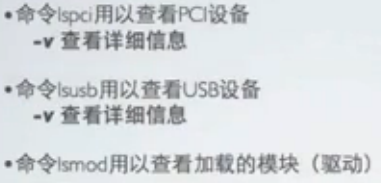 •命令lspci用以查看PCI设备
-v 查看详细信息
•命令lsusb用以查看USB设备
-v 查看详细信息
•命令lsmod用以查看加载的模块（驱动）